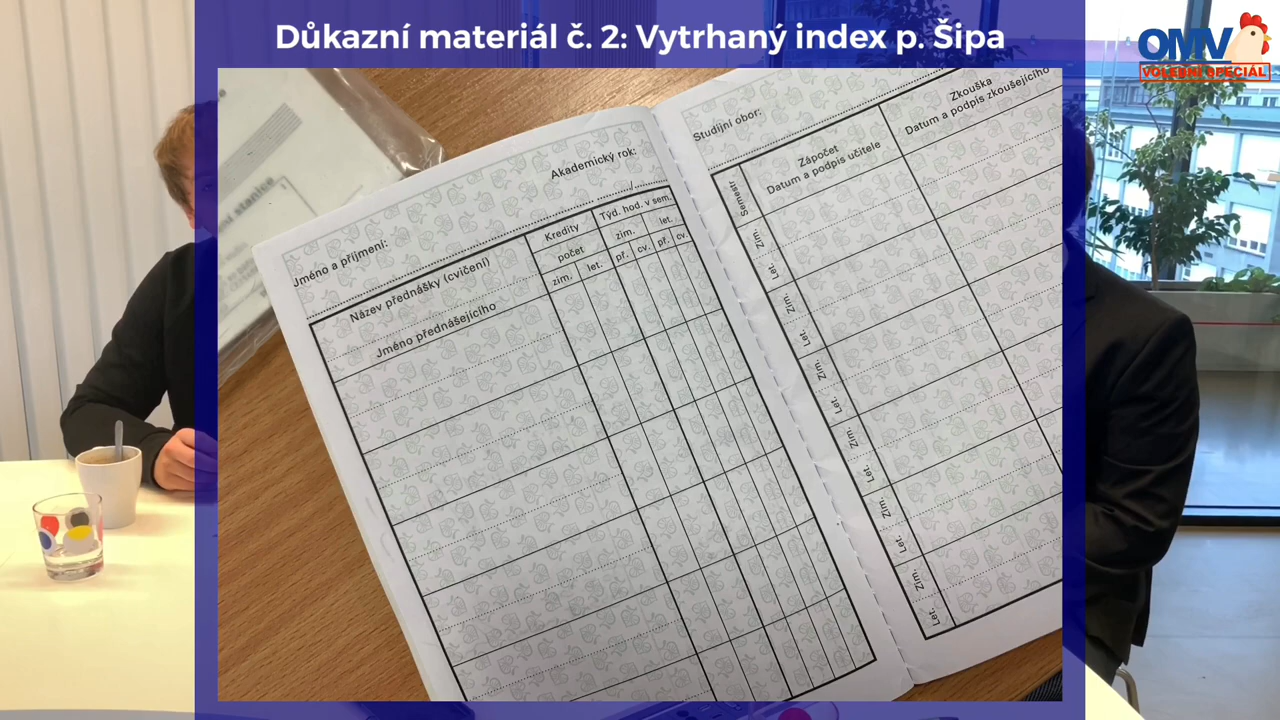 Důkazní materiál č. 2: Vytrhaný index p. Šipa
OMV
VOLEBNÍ SPECIÁL
stanice
Jméno a příjmení:
Akademický rok:
Název přednášky (cvičení)
Jméno přednášejícího
Kredity
počet
zim.
let.
Týd. hod. v sem.
zim.
let.
př.
cv.
př.
cv.
Studijní obor:
Semestr
Zápočet
Datum a podpis učitele
Zkouška
Datum a podpis zkoušejícího
Zim.
Let.
Zim.
Let.
Zim.
Let.
Zim.
Let.
Zim.
Let.
Zim.
Let.